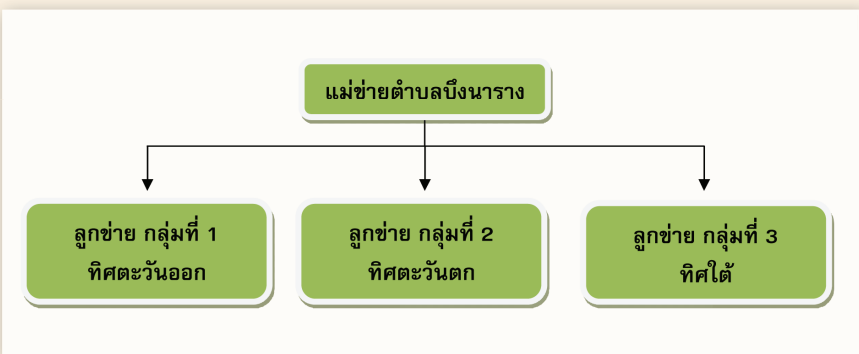 แม่ข่ายตำบลบึงนาราง
ลูกข่าย กลุ่มที่ 1
ทิศตะวันออก
ลูกข่าย กลุ่มที่ 2
ทิศตะวันตก
ลูกข่าย กลุ่มที่ 3
ทิศใต้